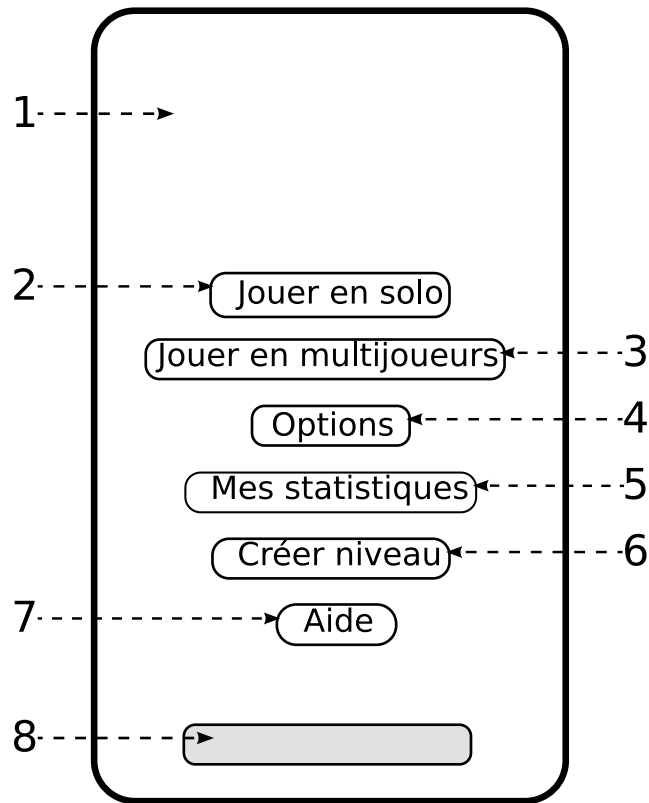 1
2
Jouer en solo
Jouer en multijoueurs
3
Options
4
Mes statistiques
5
Créer niveau
6
7
Aide
8